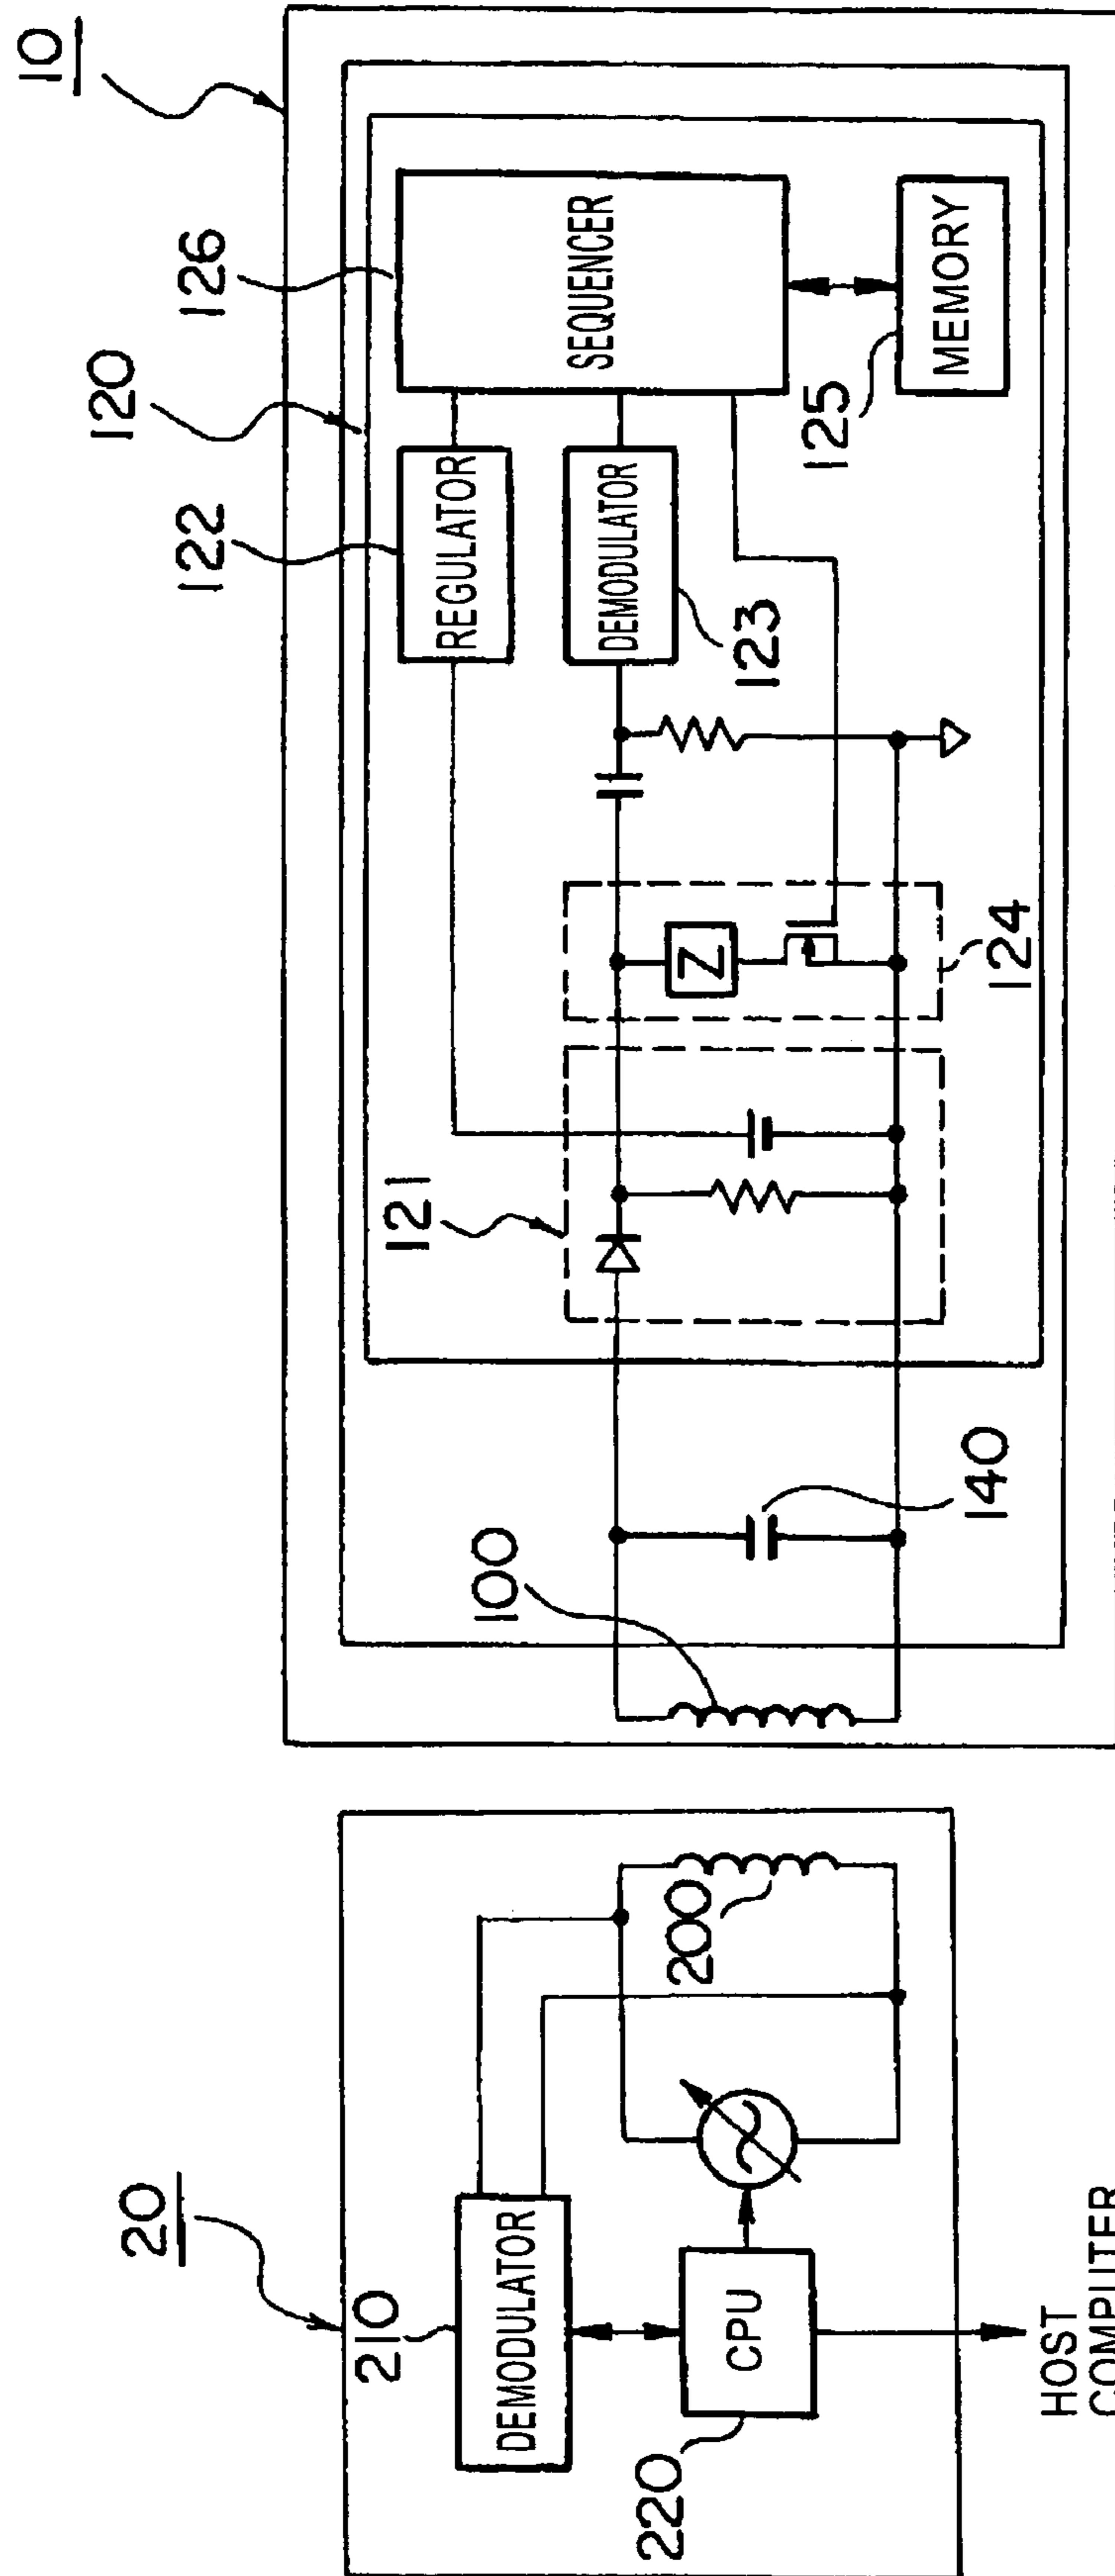 10
120
126
122
REGULATOR
SEQUENCER
DEMODULATOR
123
MEMORY
125
121
Z
124
100
140
20
210
DEMODULATOR
200
CPU
220
HOST
COMPUTER